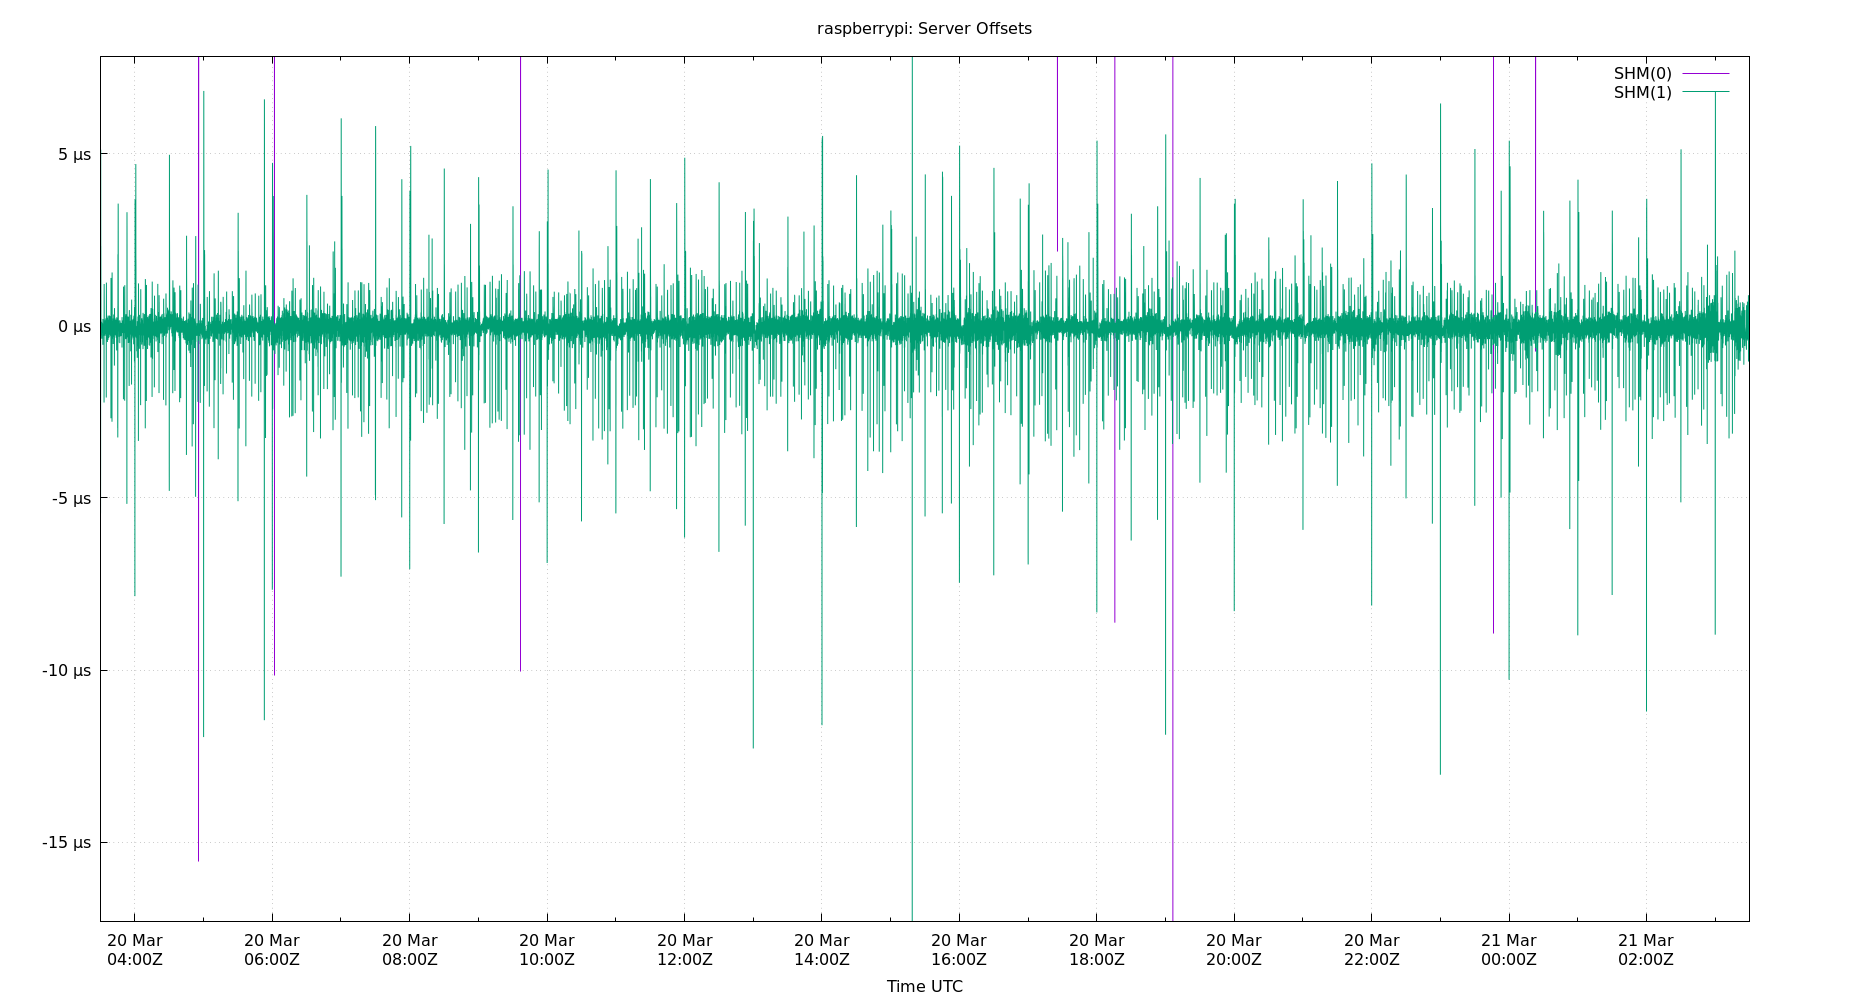 raspberrypi: Server Offsets
SHM(0)
SHM(1)
5 µs
0 µs
-5 µs
-10 µs
-15 µs
20 Mar 20 Mar 20 Mar 20 Mar 20 Mar 20 Mar 20 Mar 20 Mar 20 Mar 20 Mar 21 Mar 21 Mar
04:00Z 06:00Z 08:00Z 10:00Z 12:00Z 14:00Z 16:00Z 18:00Z 20:00Z 22:00Z 00:00Z 02:00Z
Time UTC